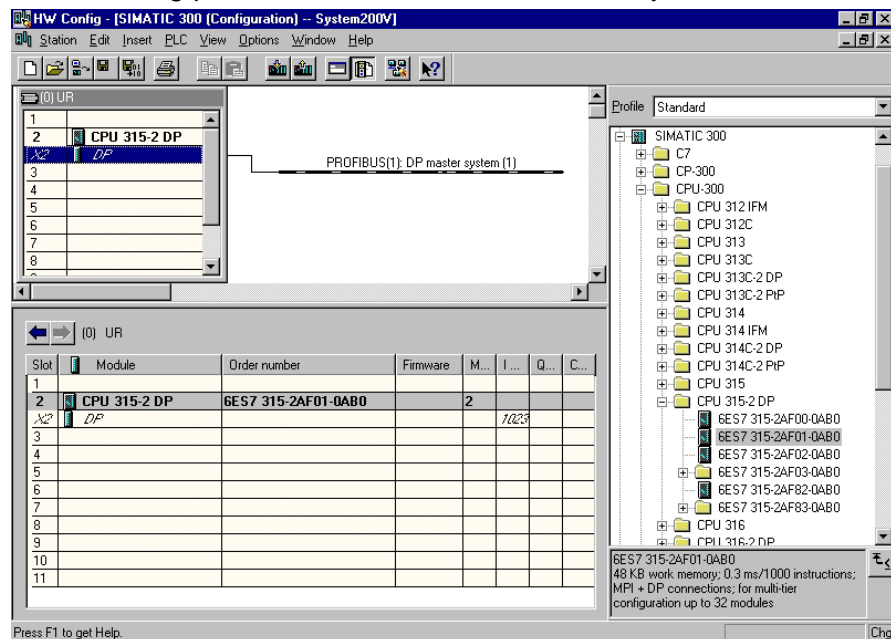 HW Config - [SIMATIC 300 (Configuration) -- System200V]
Station Edit Insert PLC View Options Window Help
(0) UR
1
2 CPU 315-2 DP
X2 DP
3
4
5
6
7
8
PROFIBUS(1): DP master system (1)
(0) UR
Slot Module Order number Firmware M... I ... Q... C...
1
2 CPU 315-2 DP 6ES7 315-2AF01-0AB0 2
X2 DP 1023
3
4
5
6
7
8
9
10
11
Profile Standard
SIMATIC 300
C7
CP-300
CPU-300
CPU 312 IFM
CPU 312C
CPU 313
CPU 313C
CPU 313C-2 DP
CPU 313C-2 PtP
CPU 314
CPU 314 IFM
CPU 314C-2 DP
CPU 314C-2 PtP
CPU 315
CPU 315-2 DP
6ES7 315-2AF00-0AB0
6ES7 315-2AF01-0AB0
6ES7 315-2AF02-0AB0
6ES7 315-2AF03-0AB0
6ES7 315-2AF82-0AB0
6ES7 315-2AF83-0AB0
CPU 316
CPU 316-2 DP
6ES7 315-2AF01-0AB0
48 KB work memory; 0.3 ms/1000 instructions;
MPI + DP connections; for multi-tier
configuration up to 32 modules
Press F1 to get Help.
Chg